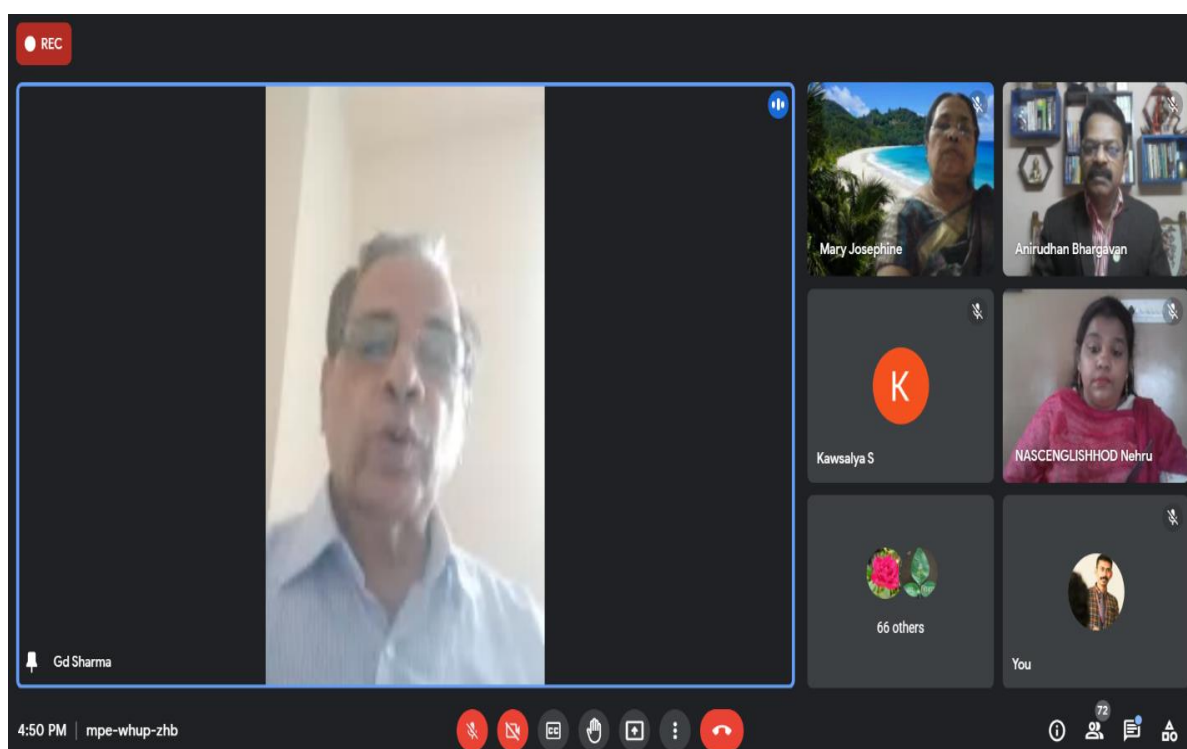 REC
Gd Sharma
Mary Josephine
Anirudhan Bhargavan
K
Kawsalya S
NASCENGLISHHOD Nehru
66 others
You
4:50 PM | mpe-whup-zhb
CC
72